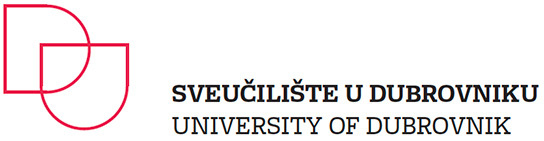 SVEUČILIŠTE U DUBROVNIKU
UNIVERSITY OF DUBROVNIK